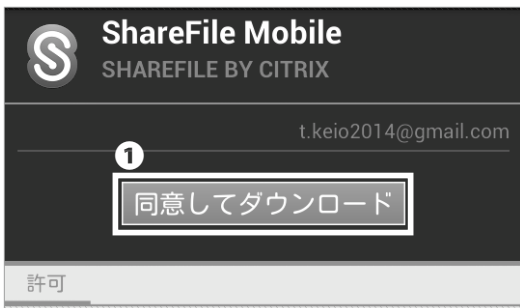 ShareFile Mobile
SHAREFILE BY CITRIX
t.keio2014@gmail.com
1
同意してダウンロード
許可